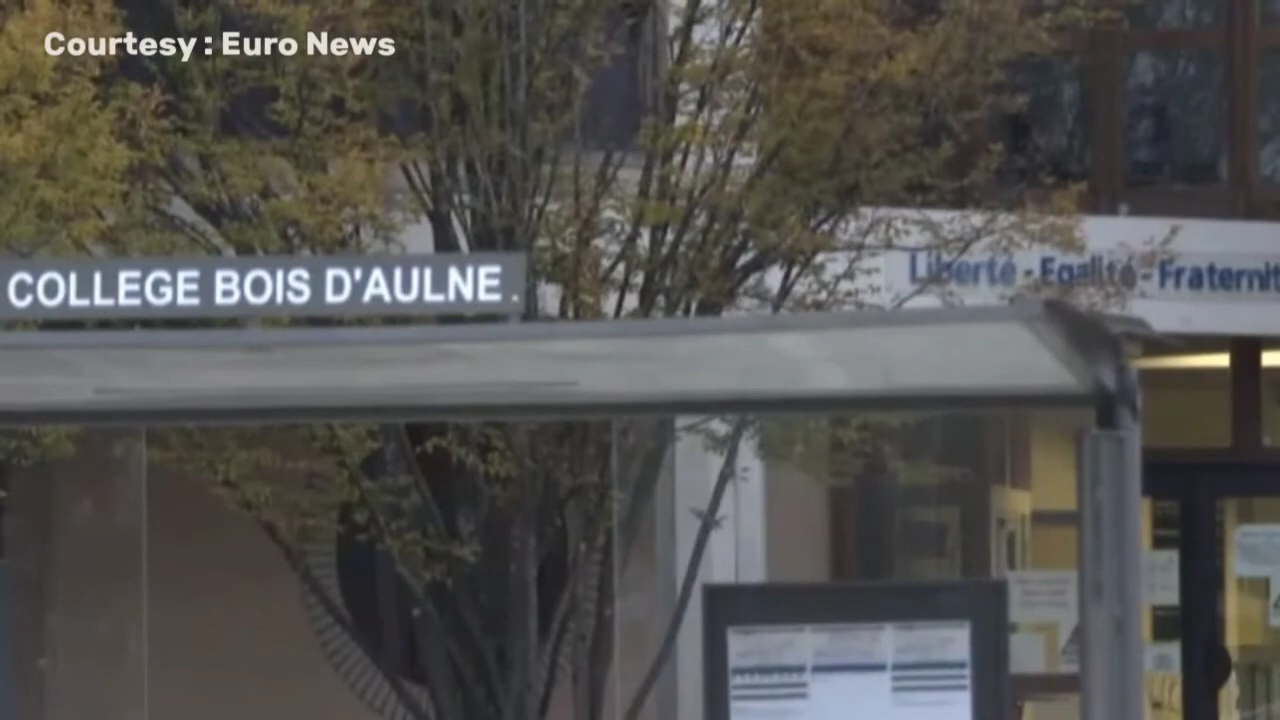 Courtesy : Euro News
COLLEGE BOIS D'AULNE .
Liberté - Egalité - Fraternit